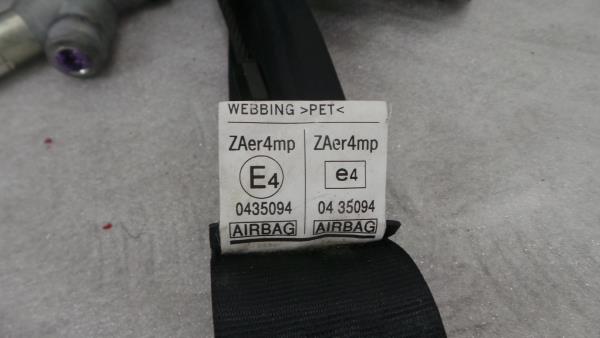 WEBBING >PET<
ZAer4mp ZAer4mp
E4 e4
0435094 04 35094
AIRBAG AIRBAG